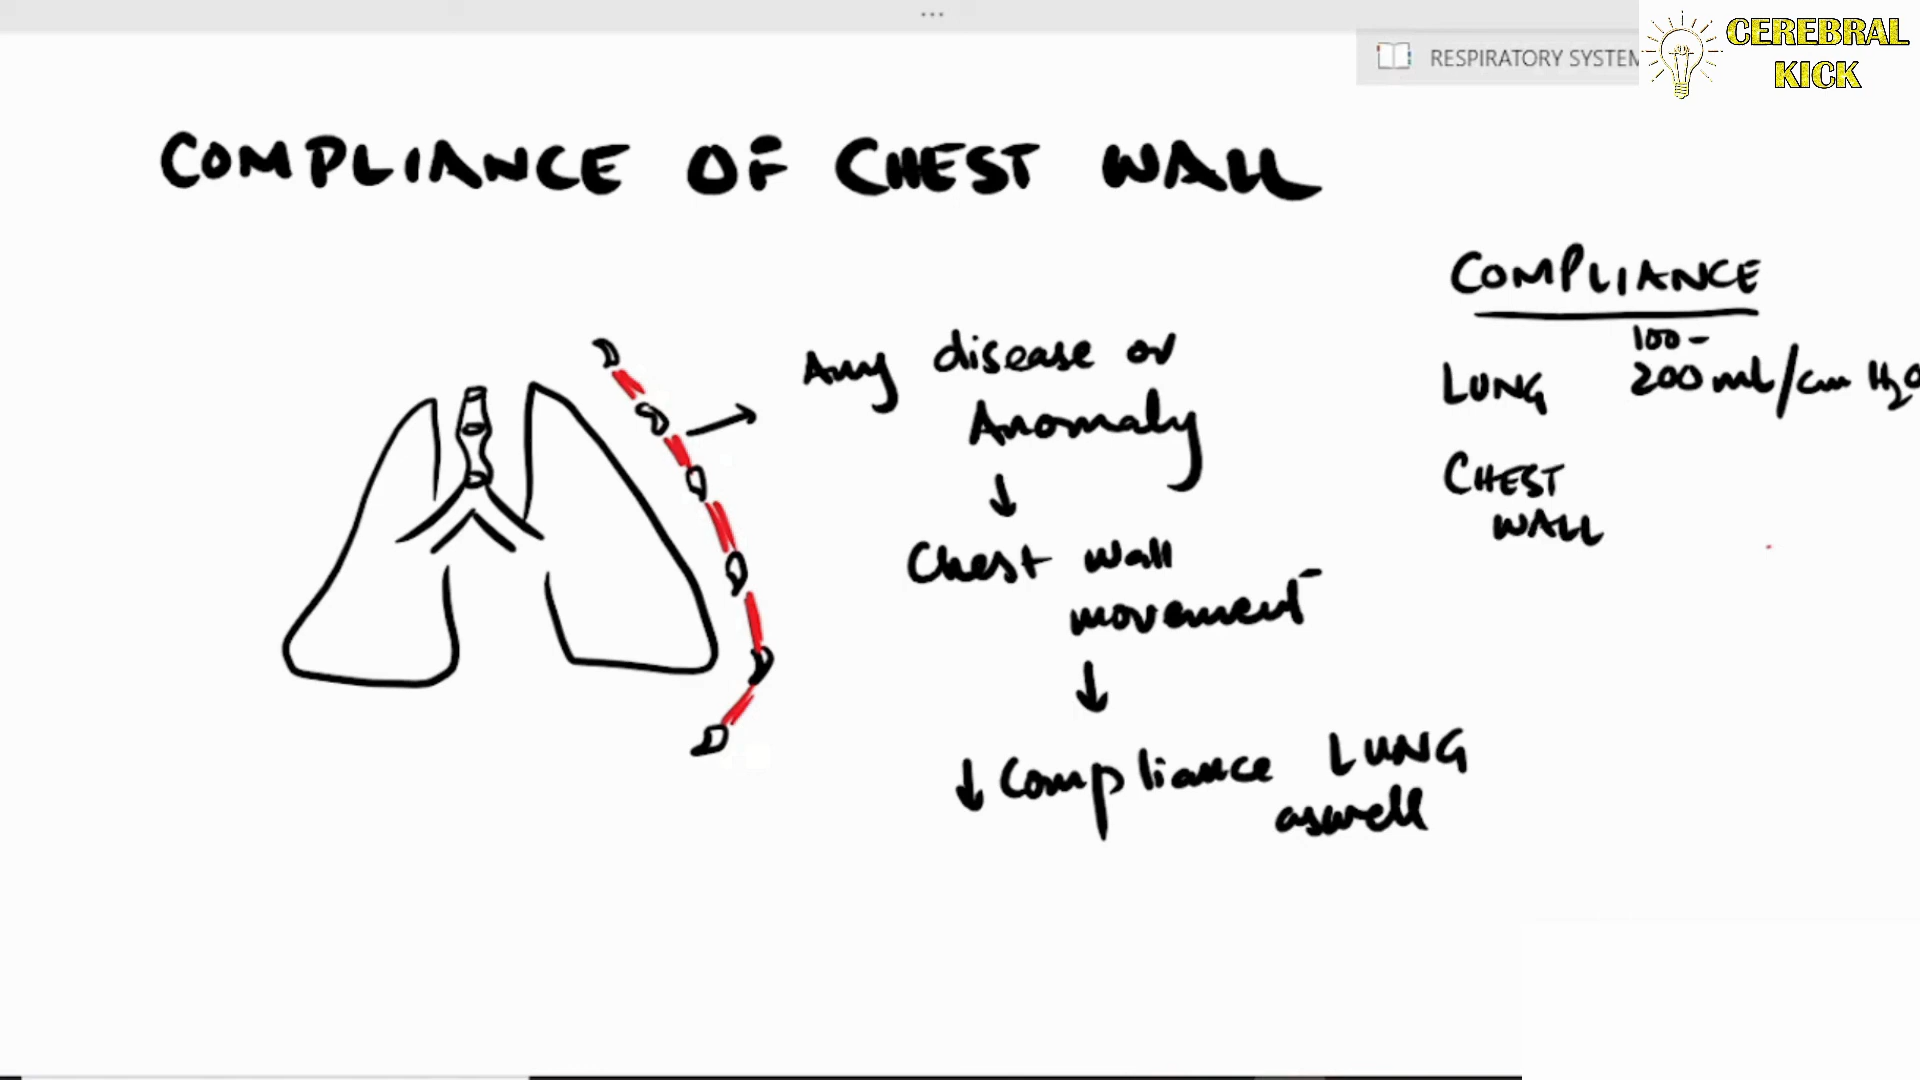 ...
RESPIRATORY SYSTEM
CEREBRAL
KICK
COMPLIANCE OF CHEST WALL
COMPLIANCE
100-
LUNG 200 mL/cm H2O
CHEST
WALL
Any disease or
Anomaly
↓
Chest wall
movement
↓
↓ Compliance LUNG
aswell